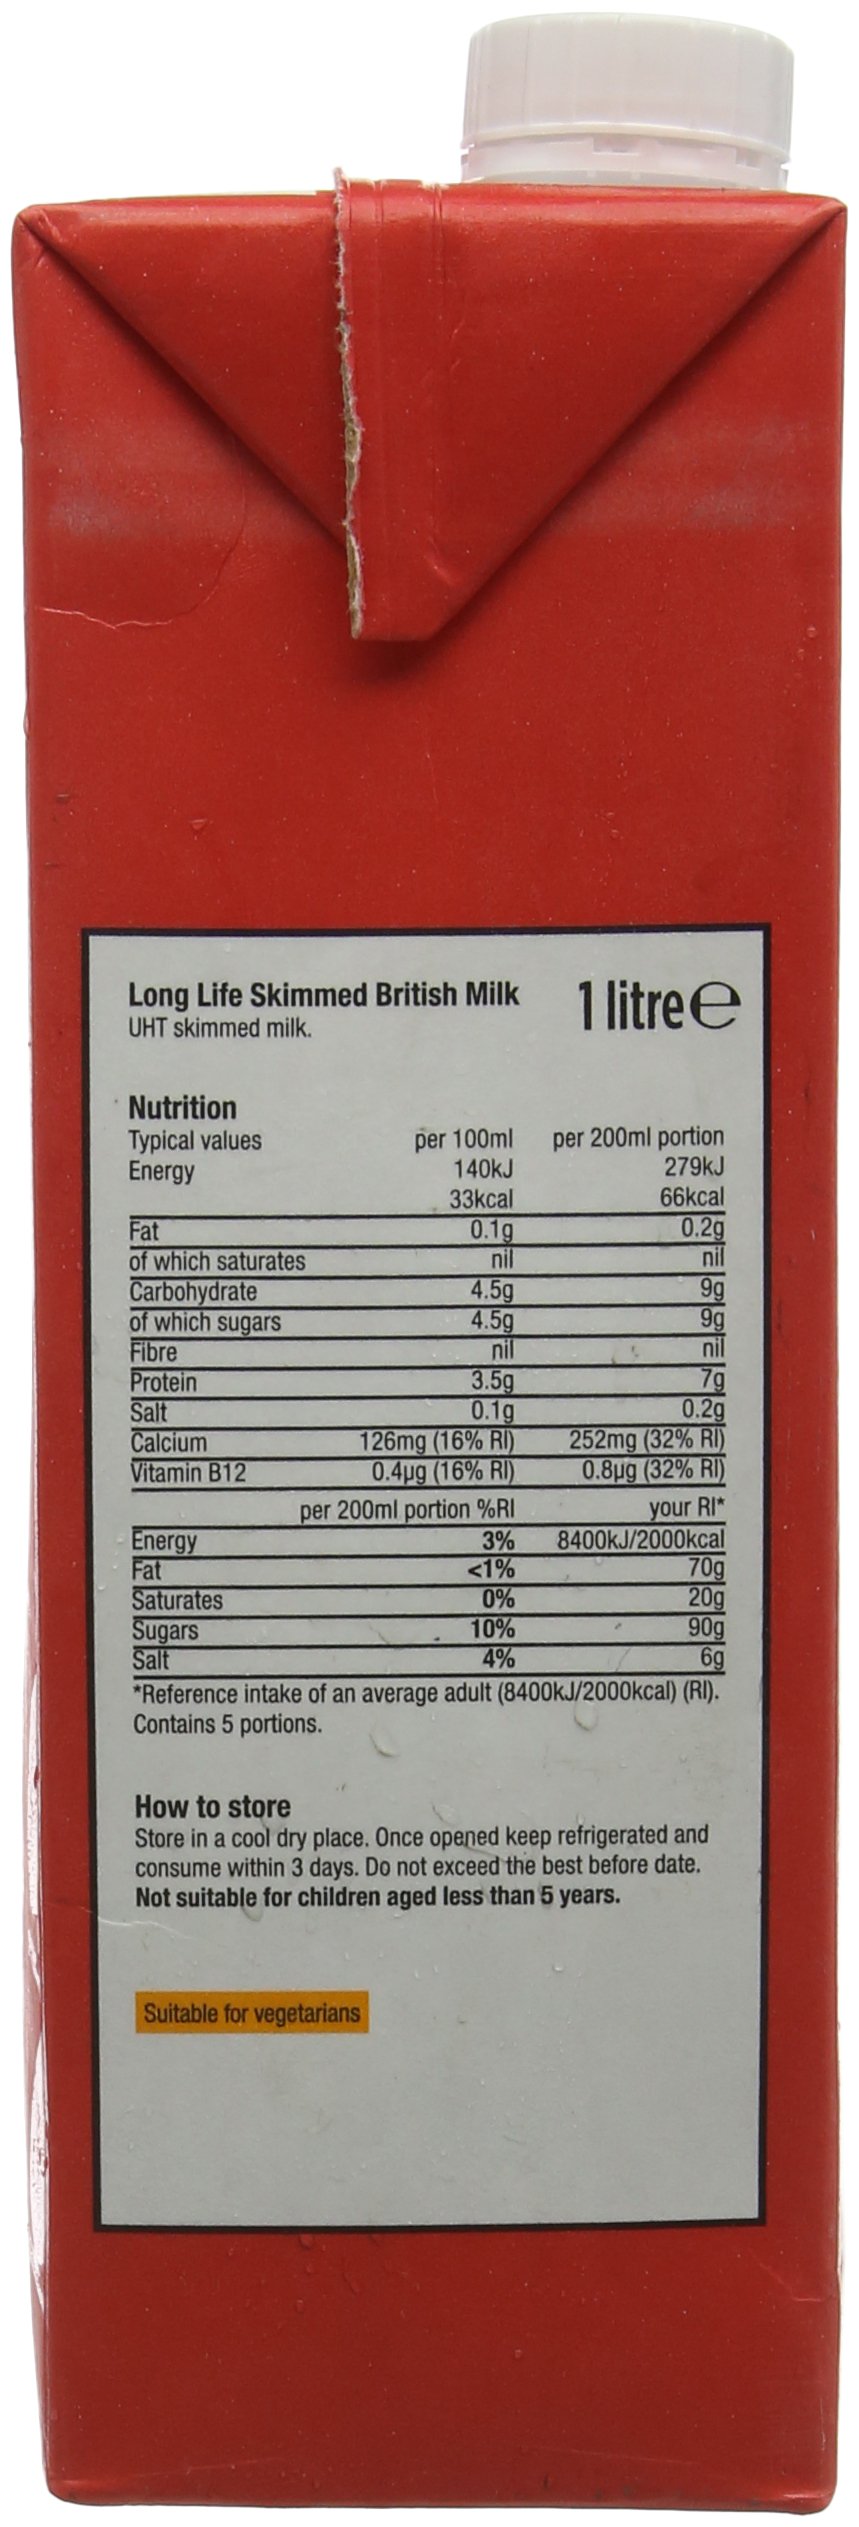 Long Life Skimmed British Milk 1 litre ℮
UHT skimmed milk.
Nutrition
Typical values per 100ml per 200ml portion
Energy 140kJ 279kJ
33kcal 66kcal
Fat 0.1g 0.2g
of which saturates nil nil
Carbohydrate 4.5g 9g
of which sugars 4.5g 9g
Fibre nil nil
Protein 3.5g 7g
Salt 0.1g 0.2g
Calcium 126mg (16% RI) 252mg (32% RI)
Vitamin B12 0.4µg (16% RI) 0.8µg (32% RI)
per 200ml portion %RI your RI*
Energy 3% 8400kJ/2000kcal
Fat <1% 70g
Saturates 0% 20g
Sugars 10% 90g
Salt 4% 6g
*Reference intake of an average adult (8400kJ/2000kcal) (RI).
Contains 5 portions.
How to store
Store in a cool dry place. Once opened keep refrigerated and
consume within 3 days. Do not exceed the best before date.
Not suitable for children aged less than 5 years.
Suitable for vegetarians